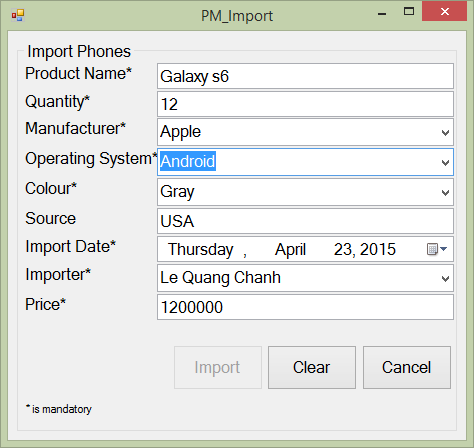 PM_Import
Import Phones
Product Name* Galaxy s6
Quantity* 12
Manufacturer* Apple
Operating System* Android
Colour* Gray
Source USA
Import Date* Thursday , April 23, 2015
Importer* Le Quang Chanh
Price* 1200000
Import Clear Cancel
* is mandatory